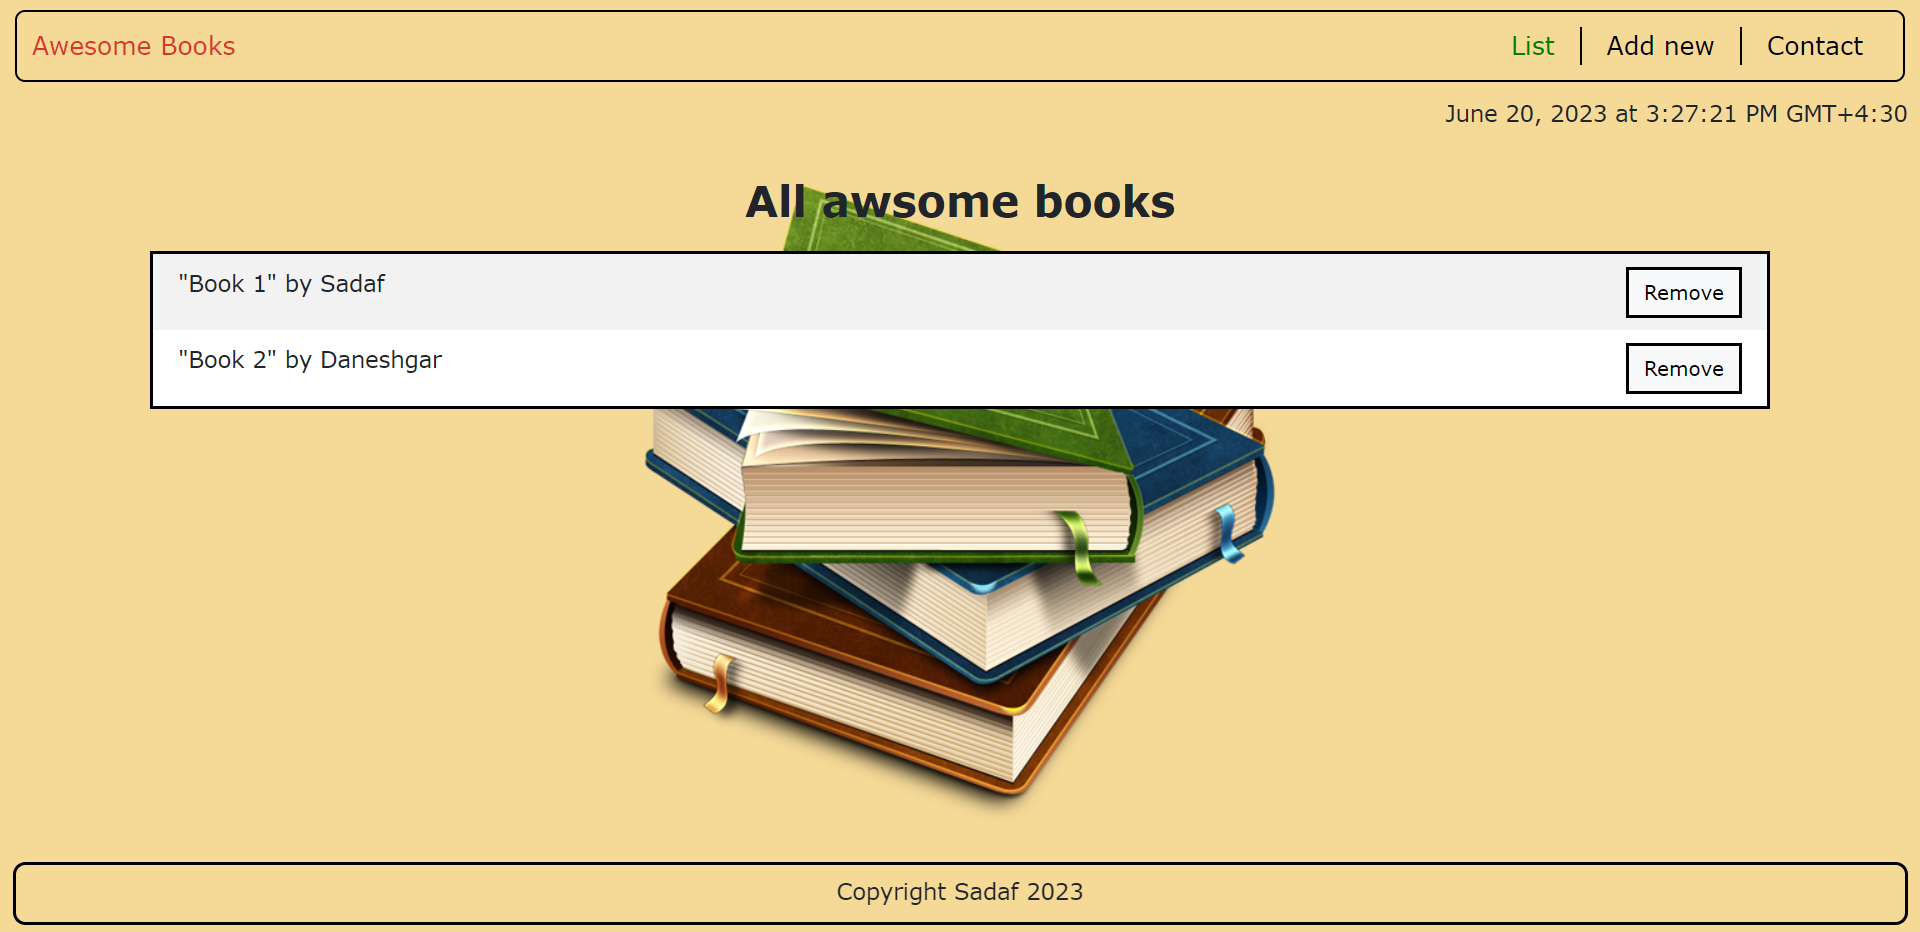 Awesome Books
List
Add new
Contact
June 20, 2023 at 3:27:21 PM GMT+4:30
All awsome books
"Book 1" by Sadaf
Remove
"Book 2" by Daneshgar
Remove
Copyright Sadaf 2023